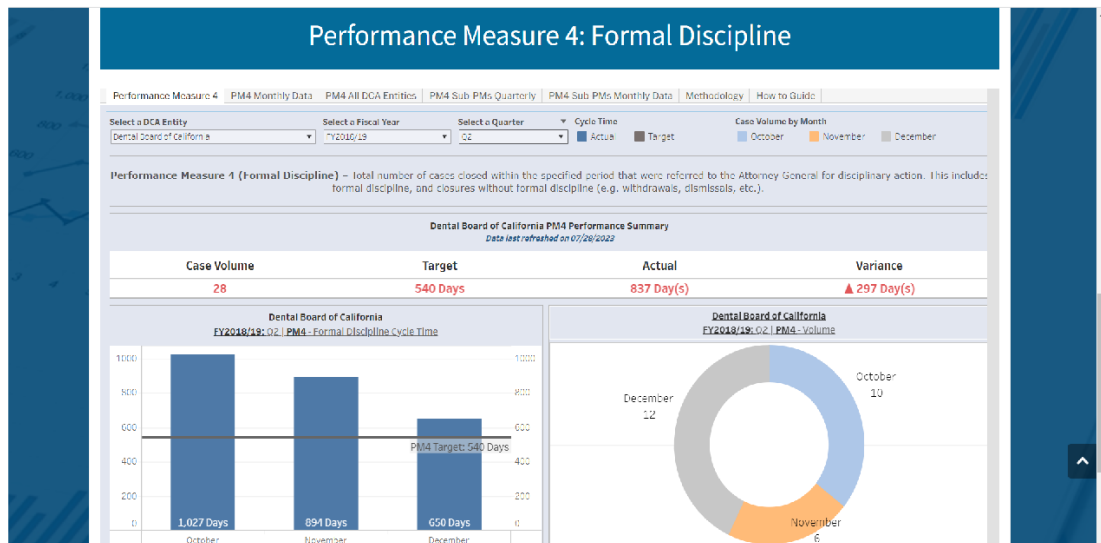 Performance Measure 4: Formal Discipline
Performance Measure 4 PM4 Monthly Data PM4 All DCA Entities PM4 Sub-PMs Quarterly PM4 Sub-PMs Monthly Data Methodology How to Guide
Select a DCA Entity Select a Fiscal Year Select a Quarter Cycle Time Case Volume by Month
Dental Board of California FY2018/19 Q2 Actual Target October November December
Performance Measure 4 (Formal Discipline) – Total number of cases closed within the specified period that were referred to the Attorney General for disciplinary action. This includes
formal discipline, and closures without formal discipline (e.g. withdrawals, dismissals, etc.).
Dental Board of California PM4 Performance Summary
Data last refreshed on 07/28/2023
Case Volume Target Actual Variance
28 540 Days 837 Day(s) ▲ 297 Day(s)
Dental Board of California
FY2018/19: Q2 | PM4 - Formal Discipline Cycle Time
1000 1000
800 800
600 600
PM4 Target: 540 Days
400 400
200 200
0 1,027 Days 894 Days 650 Days 0
October November December
Dental Board of California
FY2018/19: Q2 | PM4 - Volume
October
10
December
12
November
6